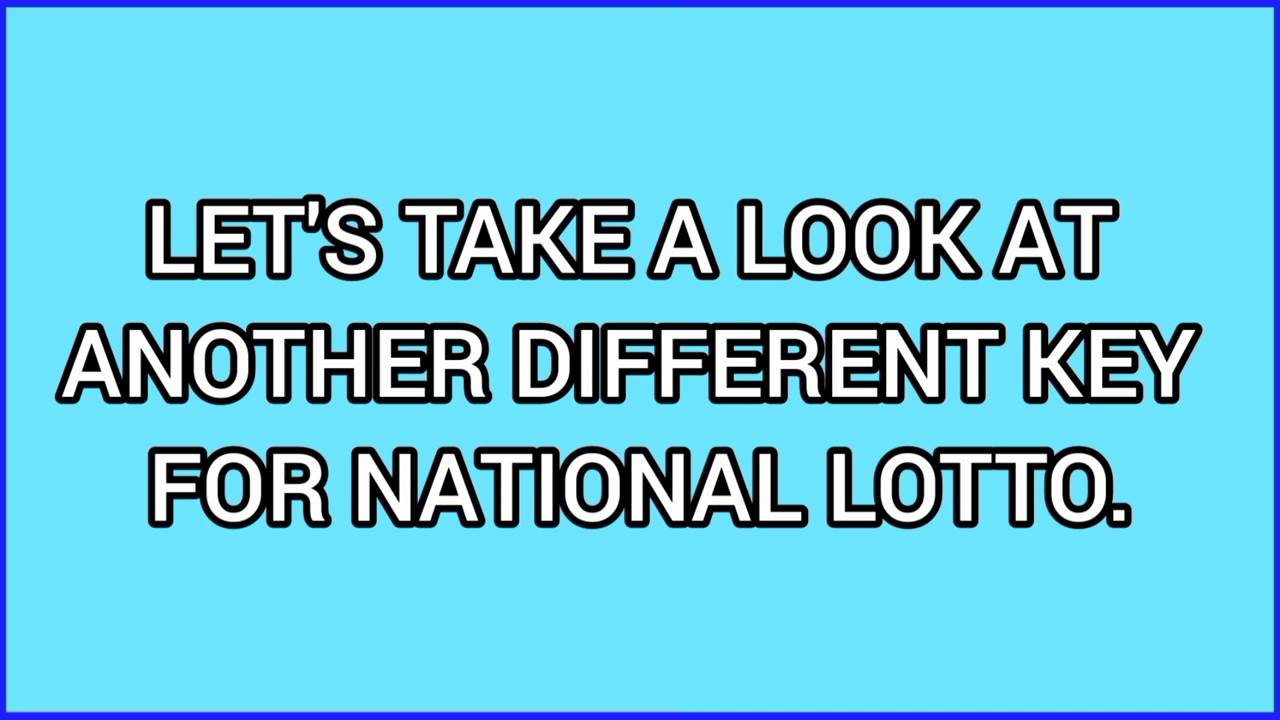 LET'S TAKE A LOOK AT
ANOTHER DIFFERENT KEY
FOR NATIONAL LOTTO.